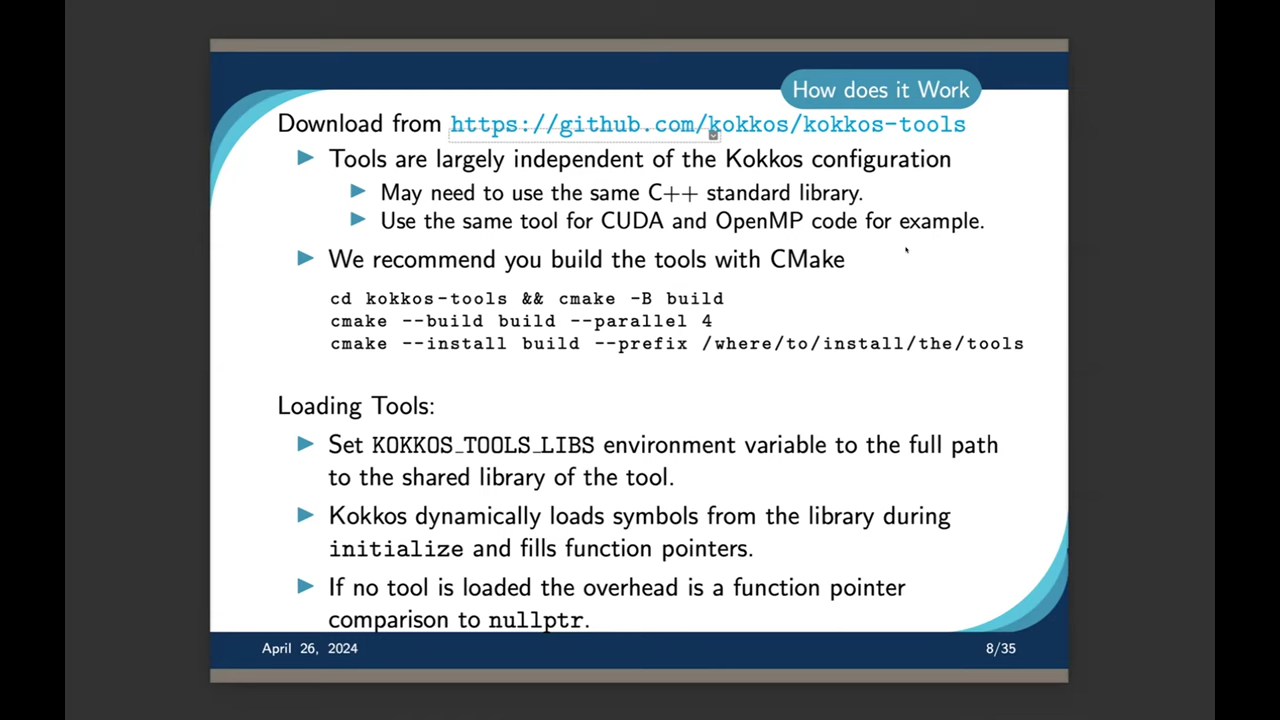 How does it Work
Download from https://github.com/kokkos/kokkos-tools
Tools are largely independent of the Kokkos configuration
May need to use the same C++ standard library.
Use the same tool for CUDA and OpenMP code for example.
We recommend you build the tools with CMake
cd kokkos-tools && cmake -B build
cmake --build build --parallel 4
cmake --install build --prefix /where/to/install/the/tools
Loading Tools:
Set KOKKOS_TOOLS_LIBS environment variable to the full path
to the shared library of the tool.
Kokkos dynamically loads symbols from the library during
initialize and fills function pointers.
If no tool is loaded the overhead is a function pointer
comparison to nullptr.
April 26, 2024
8/35